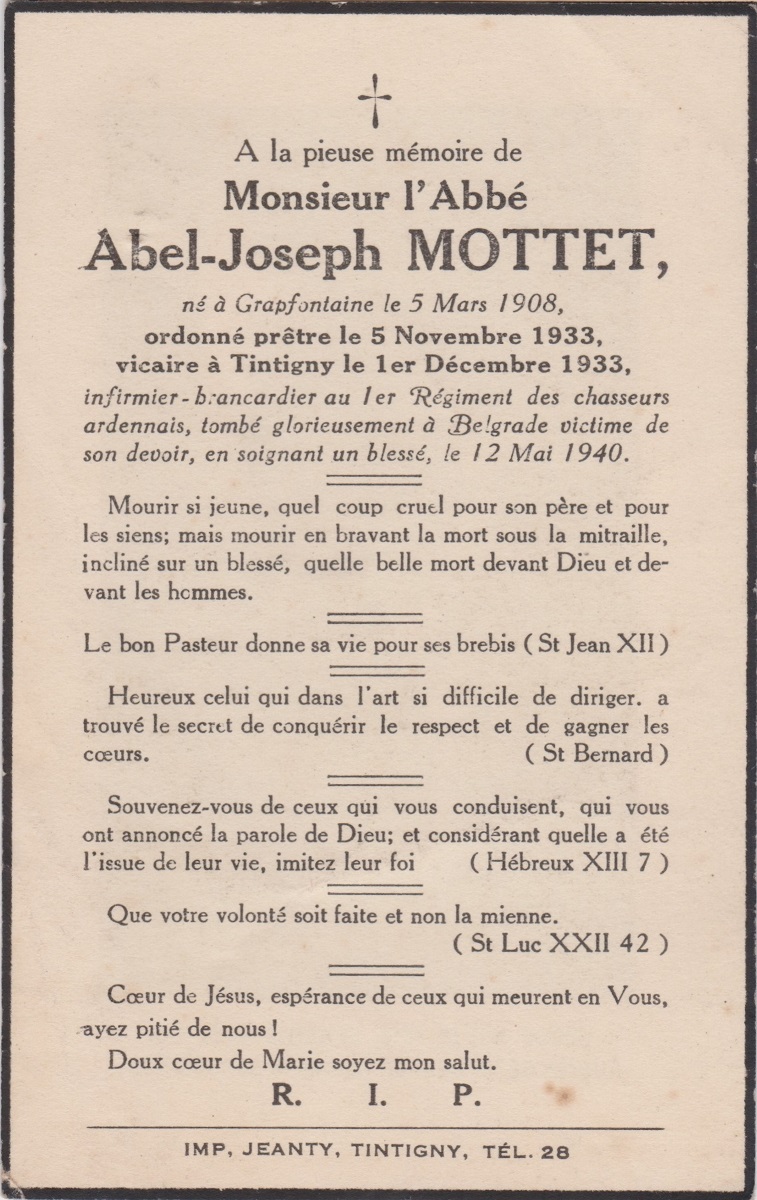 A la pieuse mémoire de
Monsieur l'Abbé
Abel-Joseph MOTTET,
né à Grapfontaine le 5 Mars 1908,
ordonné prêtre le 5 Novembre 1933,
vicaire à Tintigny le 1er Décembre 1933,
infirmier-brancardier au 1er Régiment des chasseurs
ardennais, tombé glorieusement à Belgrade victime de
son devoir, en soignant un blessé, le 12 Mai 1940.
Mourir si jeune, quel coup cruel pour son père et pour
les siens; mais mourir en bravant la mort sous la mitraille,
incliné sur un blessé, quelle belle mort devant Dieu et de-
vant les hommes.
Le bon Pasteur donne sa vie pour ses brebis ( St Jean XII )
Heureux celui qui dans l'art si difficile de diriger. a
trouvé le secret de conquérir le respect et de gagner les
cœurs. ( St Bernard )
Souvenez-vous de ceux qui vous conduisent, qui vous
ont annoncé la parole de Dieu; et considérant quelle a été
l'issue de leur vie, imitez leur foi ( Hébreux XIII 7 )
Que votre volonté soit faite et non la mienne.
( St Luc XXII 42 )
Cœur de Jésus, espérance de ceux qui meurent en Vous,
ayez pitié de nous !
Doux cœur de Marie soyez mon salut.
R. I. P.
IMP, JEANTY, TINTIGNY, TÉL. 28